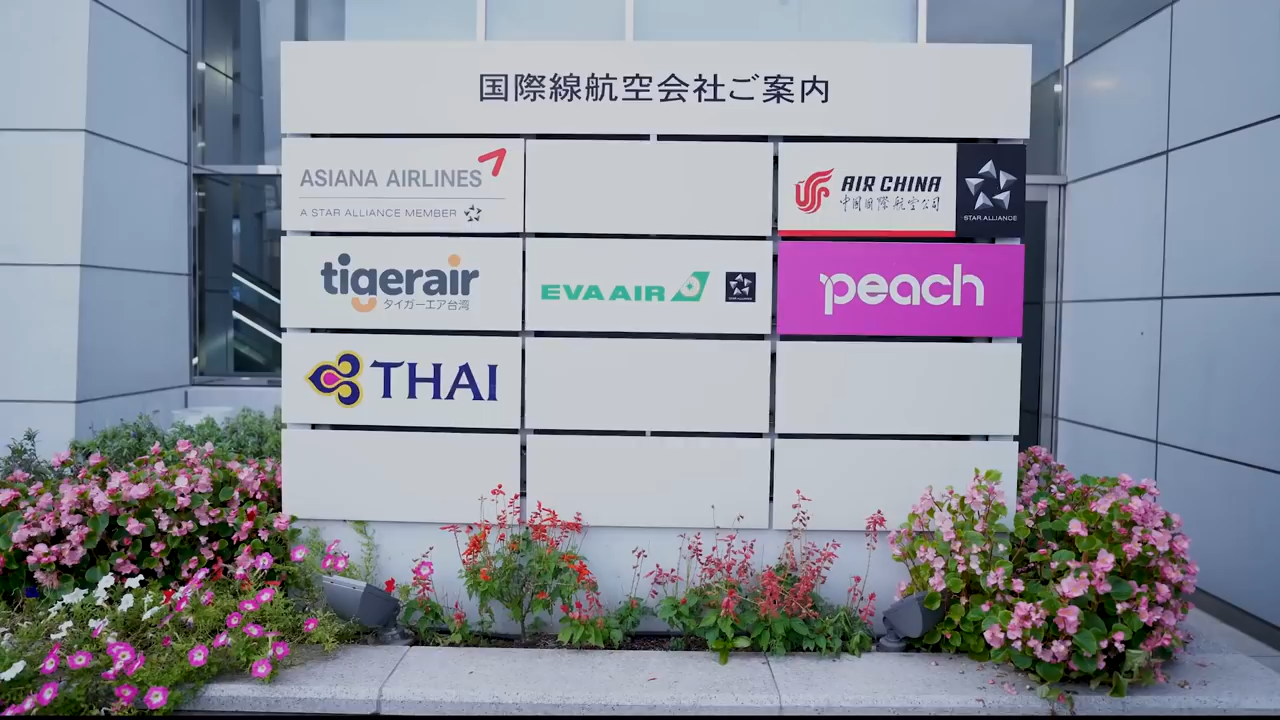 国際線航空会社ご案内
ASIANA AIRLINES
A STAR ALLIANCE MEMBER
AIR CHINA
中国国際航空公司
STAR ALLIANCE
tigerair
タイガーエア台湾
EVA AIR
STAR ALLIANCE
peach
THAI